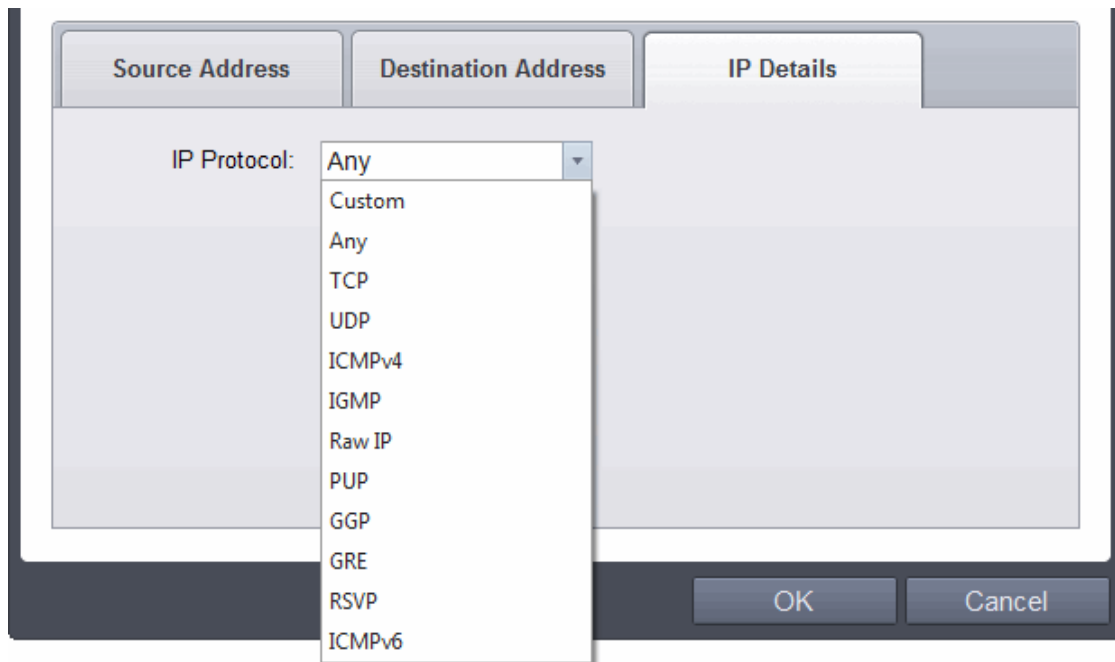 Source Address
Destination Address
IP Details
IP Protocol:
Any
Custom
Any
TCP
UDP
ICMPv4
IGMP
Raw IP
PUP
GGP
GRE
RSVP
ICMPv6
OK
Cancel